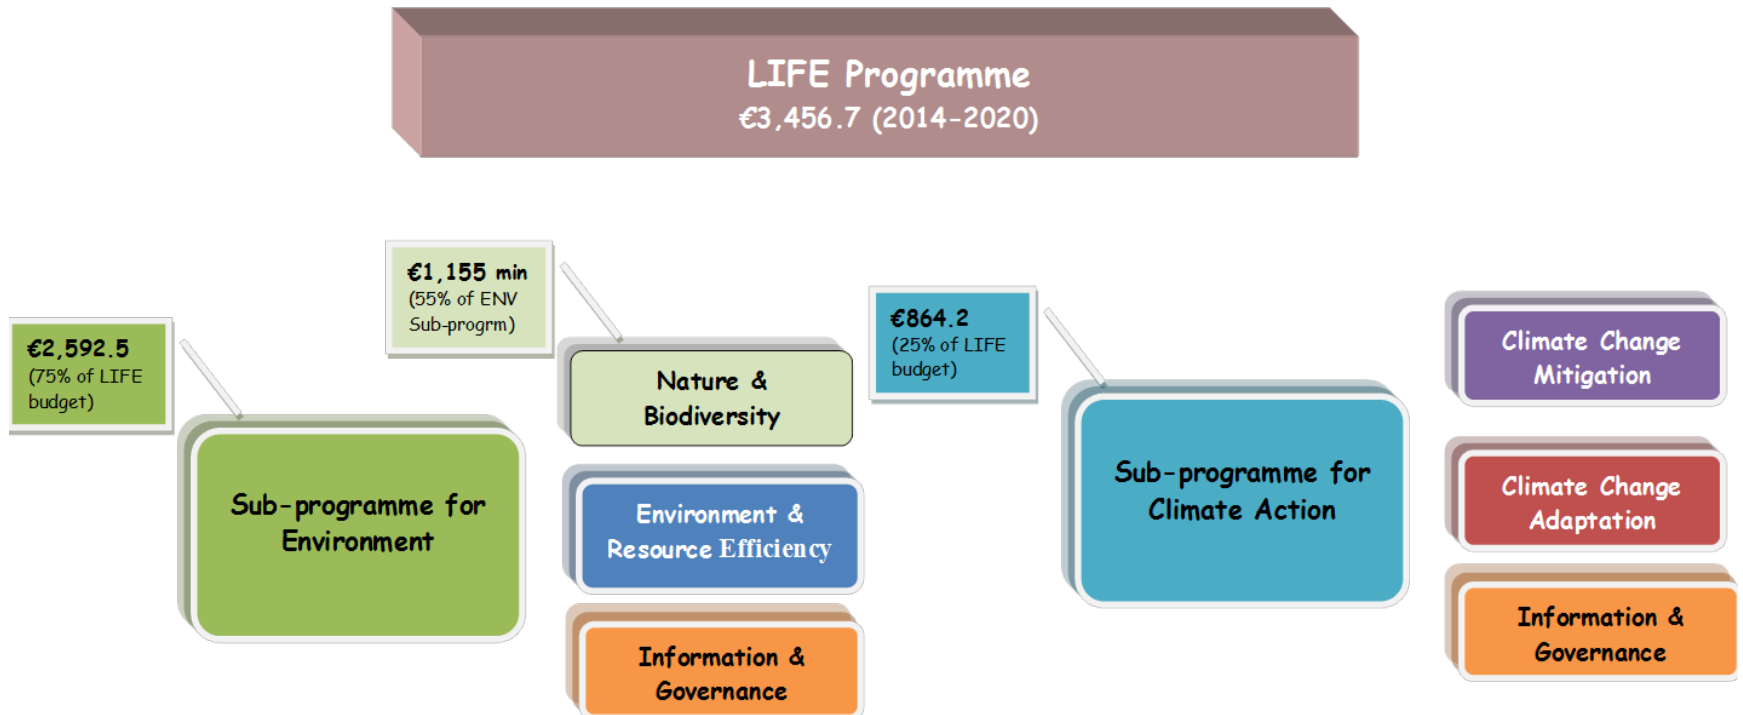 LIFE Programme
€3,456.7 (2014-2020)
€2,592.5
(75% of LIFE
budget)
Sub-programme for
Environment
€1,155 min
(55% of ENV
Sub-progrm)
Nature &
Biodiversity
Environment &
Resource Efficiency
Information &
Governance
€864.2
(25% of LIFE
budget)
Sub-programme for
Climate Action
Climate Change
Mitigation
Climate Change
Adaptation
Information &
Governance